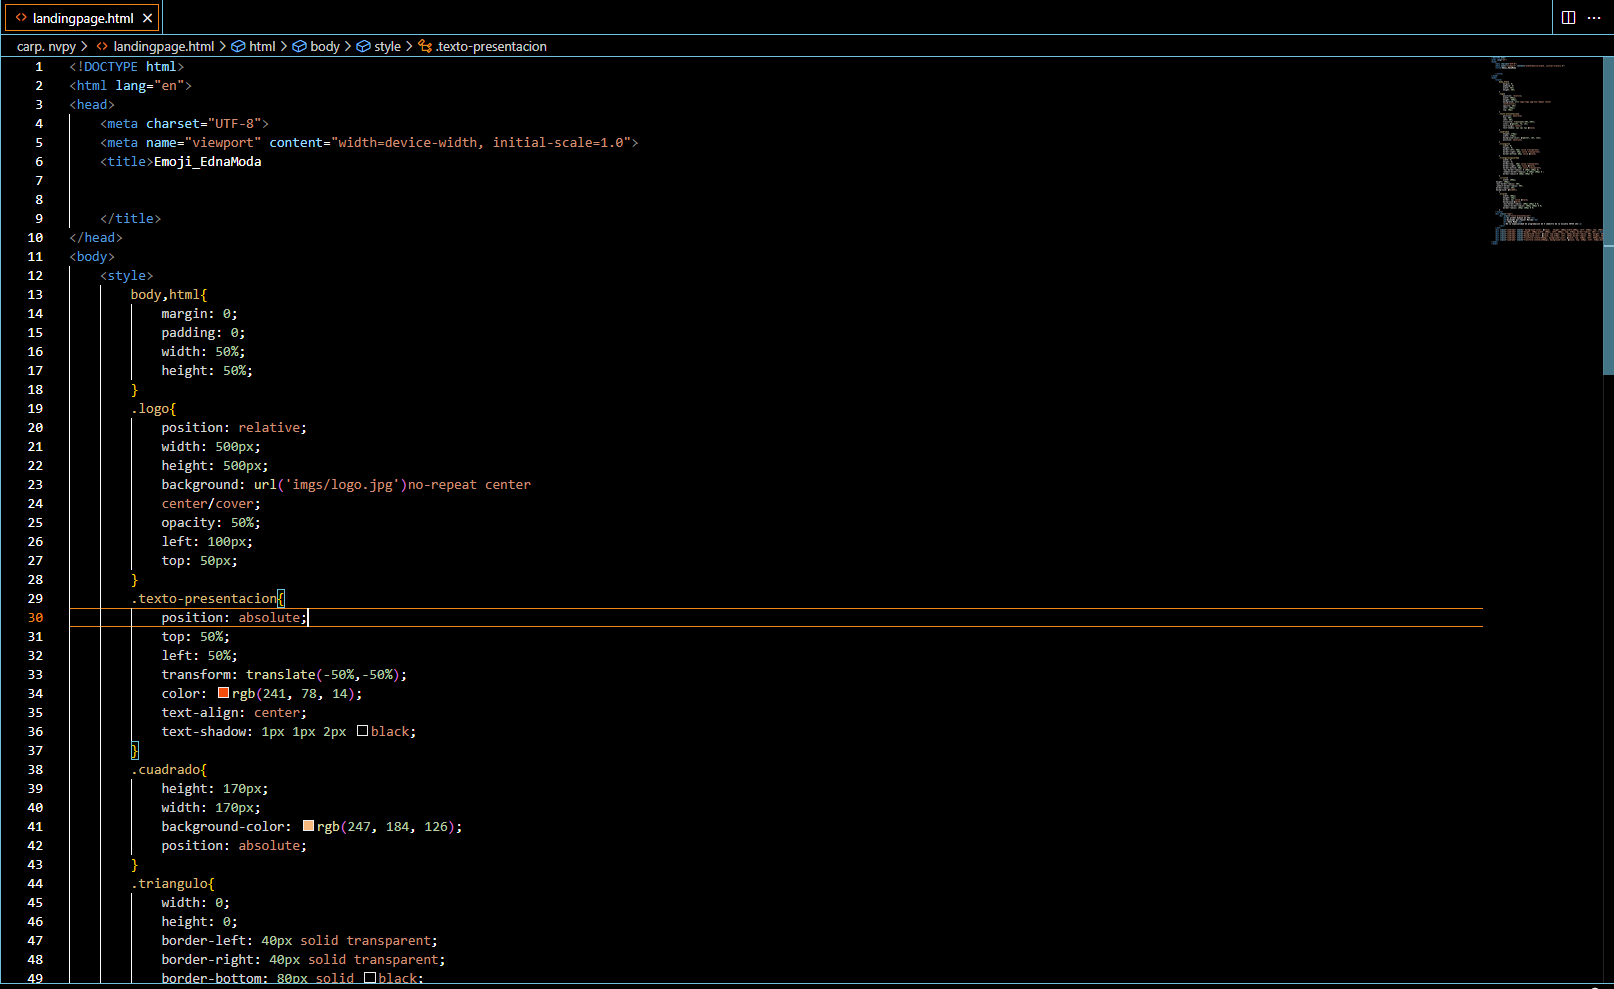 landingpage.html
carp. nvpy > landingpage.html > html > body > style > .texto-presentacion
1 <!DOCTYPE html>
2 <html lang="en">
3 <head>
4 <meta charset="UTF-8">
5 <meta name="viewport" content="width=device-width, initial-scale=1.0">
6 <title>Emoji_EdnaModa
7
8
9 </title>
10 </head>
11 <body>
12 <style>
13 body,html{
14 margin: 0;
15 padding: 0;
16 width: 50%;
17 height: 50%;
18 }
19 .logo{
20 position: relative;
21 width: 500px;
22 height: 500px;
23 background: url('imgs/logo.jpg')no-repeat center
24 center/cover;
25 opacity: 50%;
26 left: 100px;
27 top: 50px;
28 }
29 .texto-presentacion{
30 position: absolute;
31 top: 50%;
32 left: 50%;
33 transform: translate(-50%,-50%);
34 color: rgb(241, 78, 14);
35 text-align: center;
36 text-shadow: 1px 1px 2px black;
37 }
38 .cuadrado{
39 height: 170px;
40 width: 170px;
41 background-color: rgb(247, 184, 126);
42 position: absolute;
43 }
44 .triangulo{
45 width: 0;
46 height: 0;
47 border-left: 40px solid transparent;
48 border-right: 40px solid transparent;
49 border-bottom: 80px solid black;